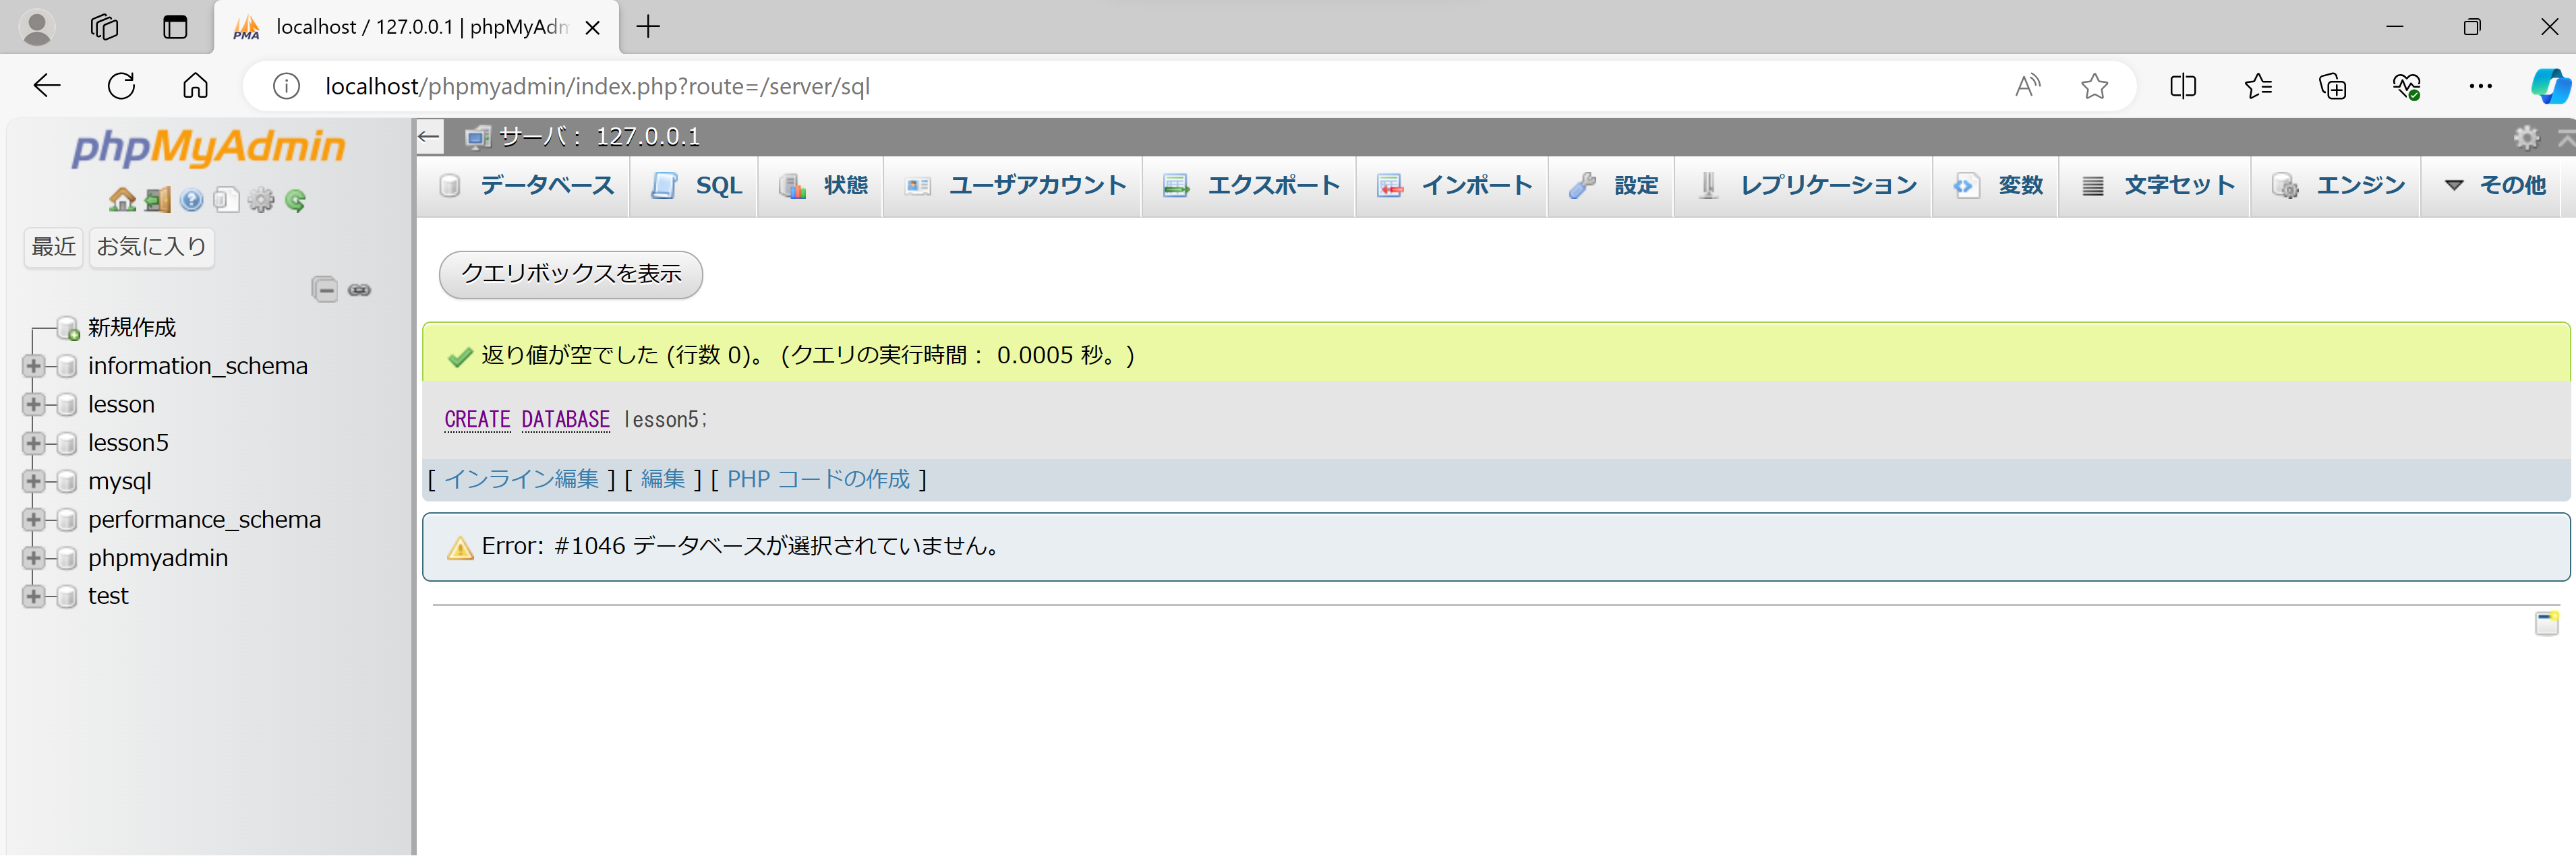 PMA localhost / 127.0.0.1 | phpMyAdm
localhost/phpmyadmin/index.php?route=/server/sql
phpMyAdmin
最近 お気に入り
新規作成
information_schema
lesson
lesson5
mysql
performance_schema
phpmyadmin
test
サーバ： 127.0.0.1
データベース SQL 状態 ユーザアカウント エクスポート インポート 設定 レプリケーション 変数 文字セット エンジン その他
クエリボックスを表示
返り値が空でした (行数 0)。 (クエリの実行時間： 0.0005 秒。)
CREATE DATABASE lesson5;
[ インライン編集 ] [ 編集 ] [ PHP コードの作成 ]
Error: #1046 データベースが選択されていません。